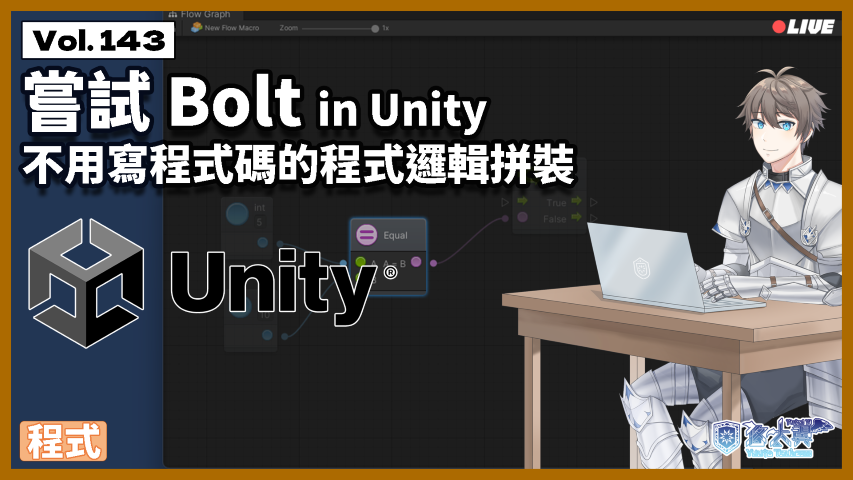 Flow Graph
New Flow Macro Zoom 1x
LIVE
Vol. 143
嘗試 Bolt in Unity
不用寫程式碼的程式邏輯拼裝
int
5
Equal
A A = B
True
False
Unity®
10
程式